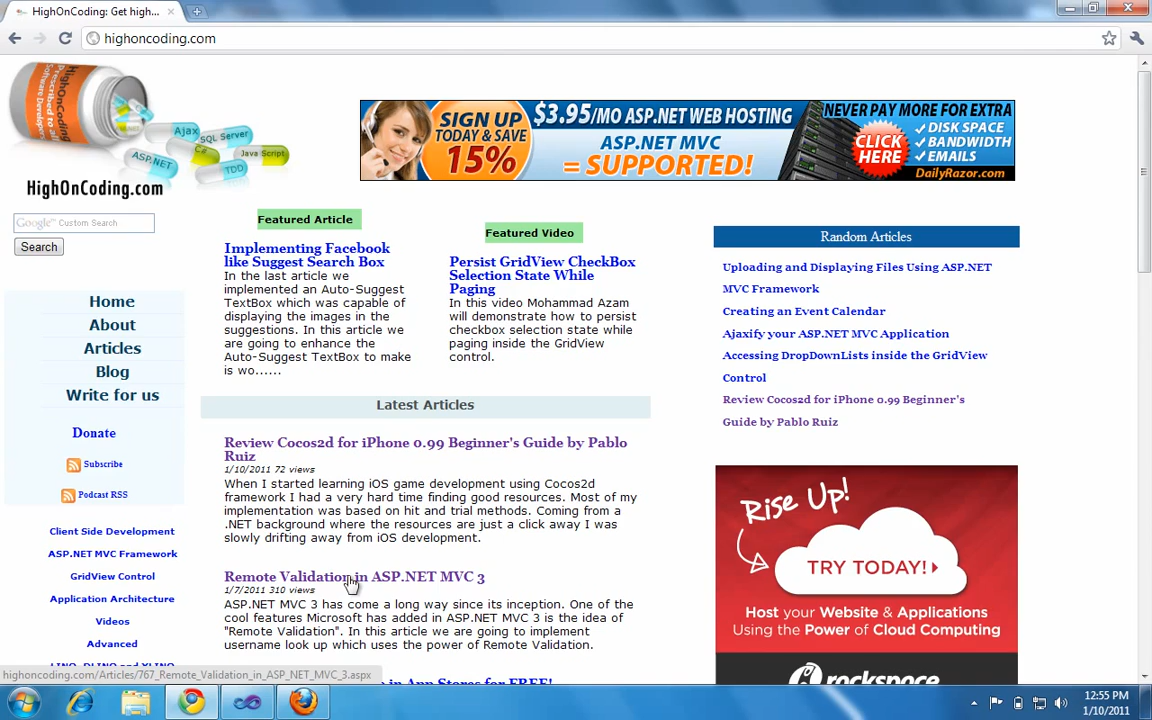 HighOnCoding: Get high...
highoncoding.com
HighOnCoding
Prescribed to all
Software Developers
Ajax
SQL Server
C#
Java Script
ASP.NET
TDD
HighOnCoding.com
SIGN UP
TODAY & SAVE
15%
$3.95/MO ASP.NET WEB HOSTING
ASP.NET MVC
= SUPPORTED!
NEVER PAY MORE FOR EXTRA
CLICK
HERE
DISK SPACE
BANDWIDTH
EMAILS
DailyRazor.com
Google™ Custom Search
Search
Home
About
Articles
Blog
Write for us
Donate
Subscribe
Podcast RSS
Client Side Development
ASP.NET MVC Framework
GridView Control
Application Architecture
Videos
Advanced
Featured Article
Implementing Facebook
like Suggest Search Box
In the last article we
implemented an Auto-Suggest
TextBox which was capable of
displaying the images in the
suggestions. In this article we
are going to enhance the
Auto-Suggest TextBox to make
is wo......
Featured Video
Persist GridView CheckBox
Selection State While
Paging
In this video Mohammad Azam
will demonstrate how to persist
checkbox selection state while
paging inside the GridView
control.
Latest Articles
Review Cocos2d for iPhone 0.99 Beginner's Guide by Pablo
Ruiz
1/10/2011 72 views
When I started learning iOS game development using Cocos2d
framework I had a very hard time finding good resources. Most of my
implementation was based on hit and trial methods. Coming from a
.NET background where the resources are just a click away I was
slowly drifting away from iOS development.
Remote Validation in ASP.NET MVC 3
1/7/2011 310 views
ASP.NET MVC 3 has come a long way since its inception. One of the
cool features Microsoft has added in ASP.NET MVC 3 is the idea of
"Remote Validation". In this article we are going to implement
username look up which uses the power of Remote Validation.
in App Stores for FREE!
Random Articles
Uploading and Displaying Files Using ASP.NET
MVC Framework
Creating an Event Calendar
Ajaxify your ASP.NET MVC Application
Accessing DropDownLists inside the GridView
Control
Review Cocos2d for iPhone 0.99 Beginner's
Guide by Pablo Ruiz
Rise Up!
TRY TODAY!
Host your Website & Applications
Using the Power of Cloud Computing
rackspace
highoncoding.com/Articles/767_Remote_Validation_in_ASP_NET_MVC_3.aspx
12:55 PM
1/10/2011